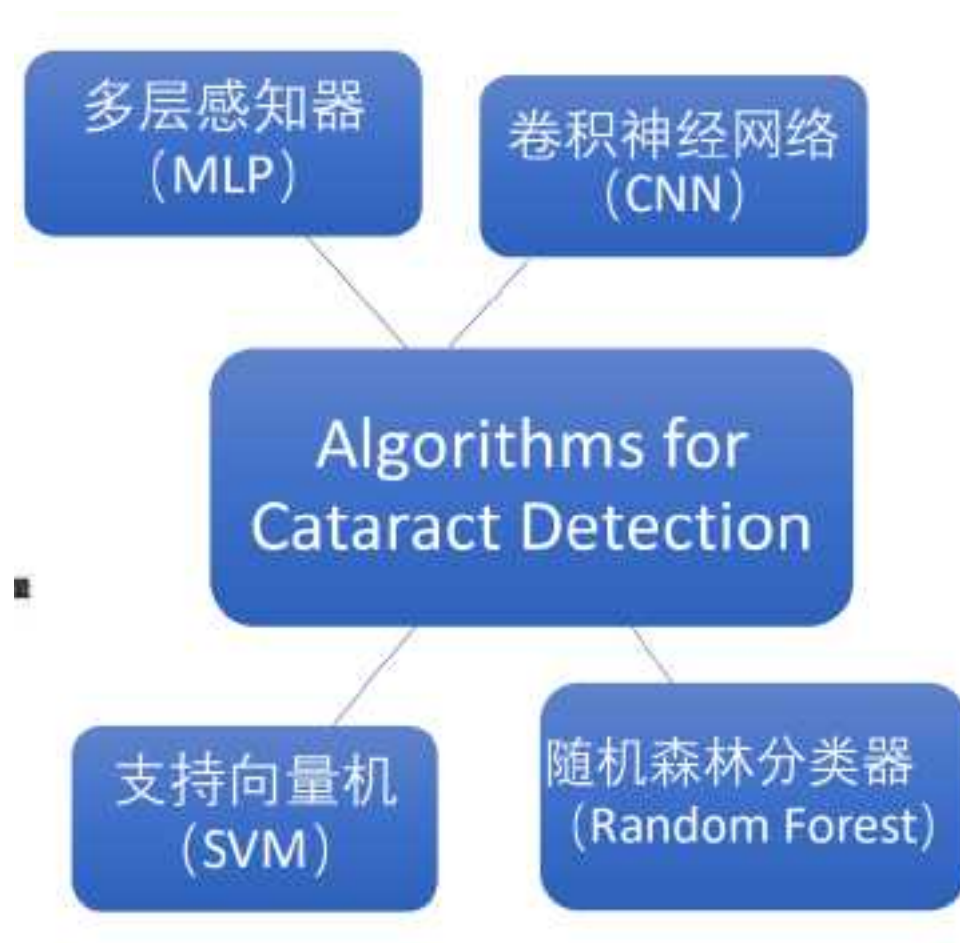 多层感知器
（MLP）
卷积神经网络
（CNN）
Algorithms for
Cataract Detection
支持向量机
（SVM）
随机森林分类器
（Random Forest）